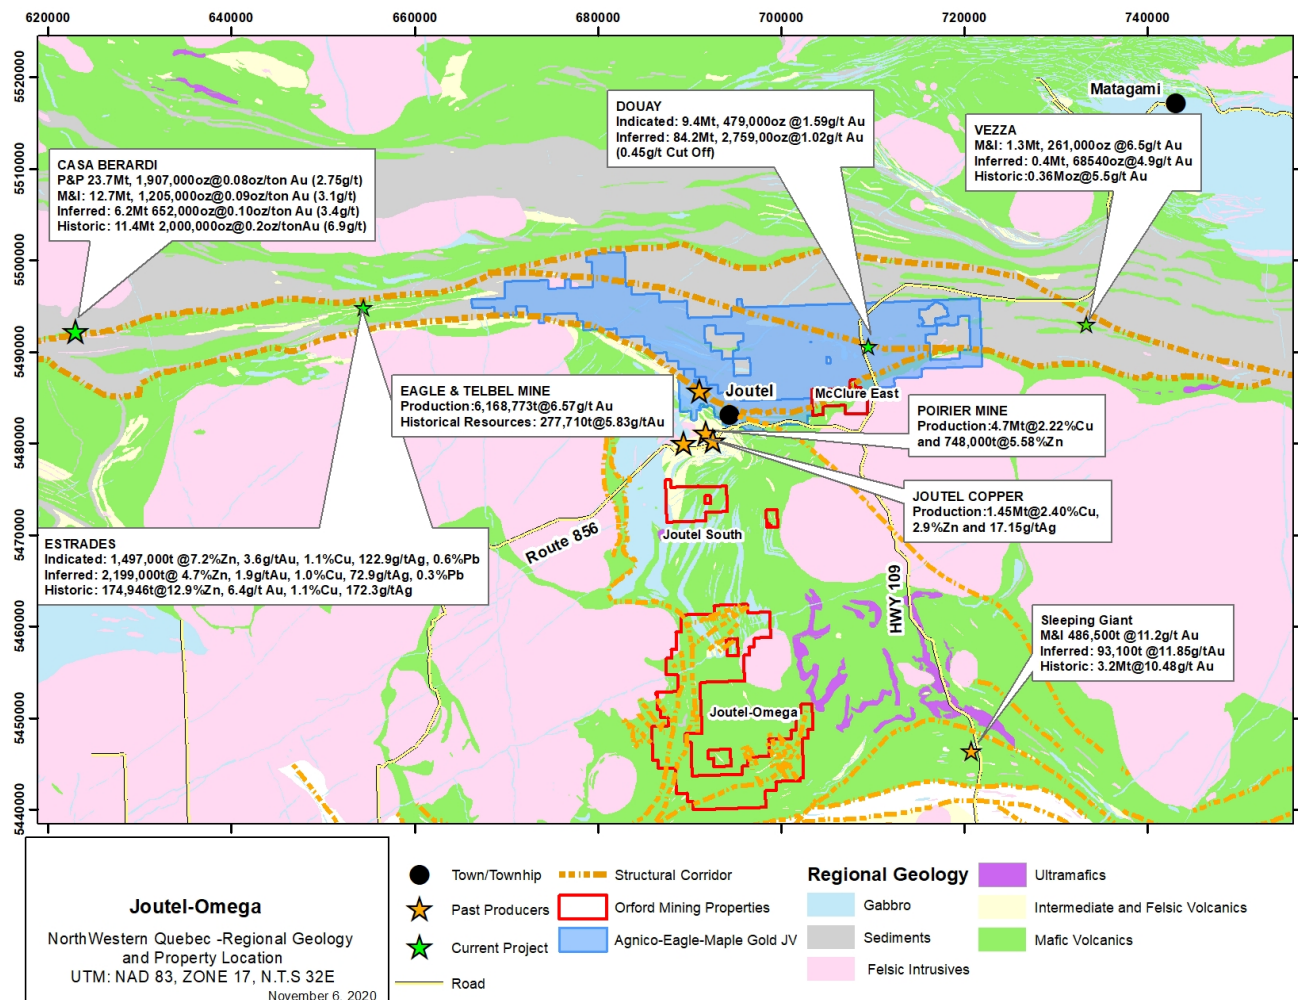 620000 640000 660000 680000 700000 720000 740000
5520000
5510000
5500000
5490000
5480000
5470000
5460000
5450000
5440000
Matagami
DOUAY
Indicated: 9.4Mt, 479,000oz @1.59g/t Au
Inferred: 84.2Mt, 2,759,00oz@1.02g/t Au
(0.45g/t Cut Off)
VEZZA
M&I: 1.3Mt, 261,000oz @6.5g/t Au
Inferred: 0.4Mt, 68540oz@4.9g/t Au
Historic:0.36Moz@5.5g/t Au
CASA BERARDI
P&P 23.7Mt, 1,907,000oz@0.08oz/ton Au (2.75g/t)
M&I: 12.7Mt, 1,205,000oz@0.09oz/ton Au (3.1g/t)
Inferred: 6.2Mt 652,000oz@0.10oz/ton Au (3.4g/t)
Historic: 11.4Mt 2,000,000oz@0.2oz/tonAu (6.9g/t)
EAGLE & TELBEL MINE
Production:6,168,773t@6.57g/t Au
Historical Resources: 277,710t@5.83g/tAu
Joutel
McClure East
POIRIER MINE
Production:4.7Mt@2.22%Cu
and 748,000t@5.58%Zn
JOUTEL COPPER
Production:1.45Mt@2.40%Cu,
2.9%Zn and 17.15g/tAg
Joutel South
Route 856
ESTRADES
Indicated: 1,497,000t @7.2%Zn, 3.6g/tAu, 1.1%Cu, 122.9g/tAg, 0.6%Pb
Inferred: 2,199,000t@ 4.7%Zn, 1.9g/tAu, 1.0%Cu, 72.9g/tAg, 0.3%Pb
Historic: 174,946t@12.9%Zn, 6.4g/t Au, 1.1%Cu, 172.3g/tAg
HWY 109
Sleeping Giant
M&I 486,500t @11.2g/t Au
Inferred: 93,100t @11.85g/tAu
Historic: 3.2Mt@10.48g/t Au
Joutel-Omega
Joutel-Omega
NorthWestern Quebec -Regional Geology
and Property Location
UTM: NAD 83, ZONE 17, N.T.S 32E
November 6, 2020
Town/Townhip
Past Producers
Current Project
Road
Structural Corridor
Orford Mining Properties
Agnico-Eagle-Maple Gold JV
Regional Geology
Gabbro
Sediments
Felsic Intrusives
Ultramafics
Intermediate and Felsic Volcanics
Mafic Volcanics